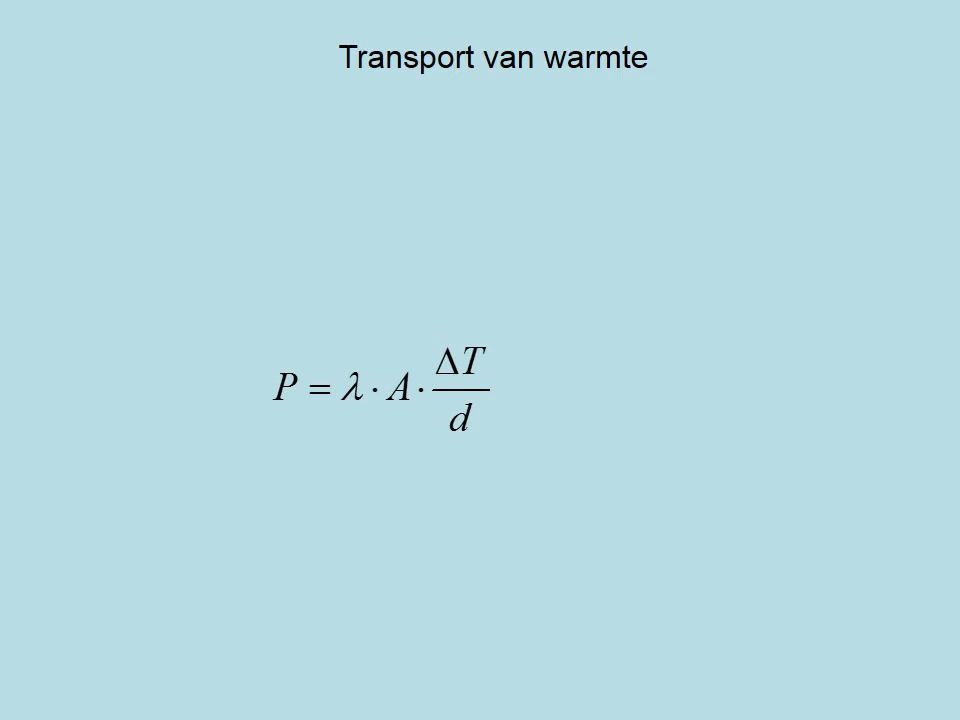 Transport van warmte
P = λ · A · ΔT / d